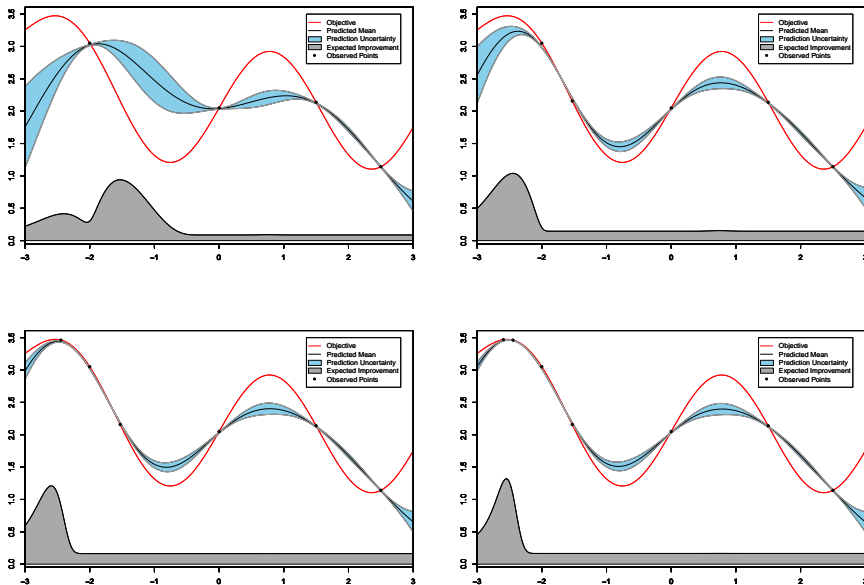 3.5
3.0
2.5
2.0
1.5
1.0
0.5
0.0
−3 −2 −1 0 1 2 3
Objective
Predicted Mean
Prediction Uncertainty
Expected Improvement
Observed Points
3.5
3.0
2.5
2.0
1.5
1.0
0.5
0.0
−3 −2 −1 0 1 2 3
Objective
Predicted Mean
Prediction Uncertainty
Expected Improvement
Observed Points
3.5
3.0
2.5
2.0
1.5
1.0
0.5
0.0
−3 −2 −1 0 1 2 3
Objective
Predicted Mean
Prediction Uncertainty
Expected Improvement
Observed Points
3.5
3.0
2.5
2.0
1.5
1.0
0.5
0.0
−3 −2 −1 0 1 2 3
Objective
Predicted Mean
Prediction Uncertainty
Expected Improvement
Observed Points